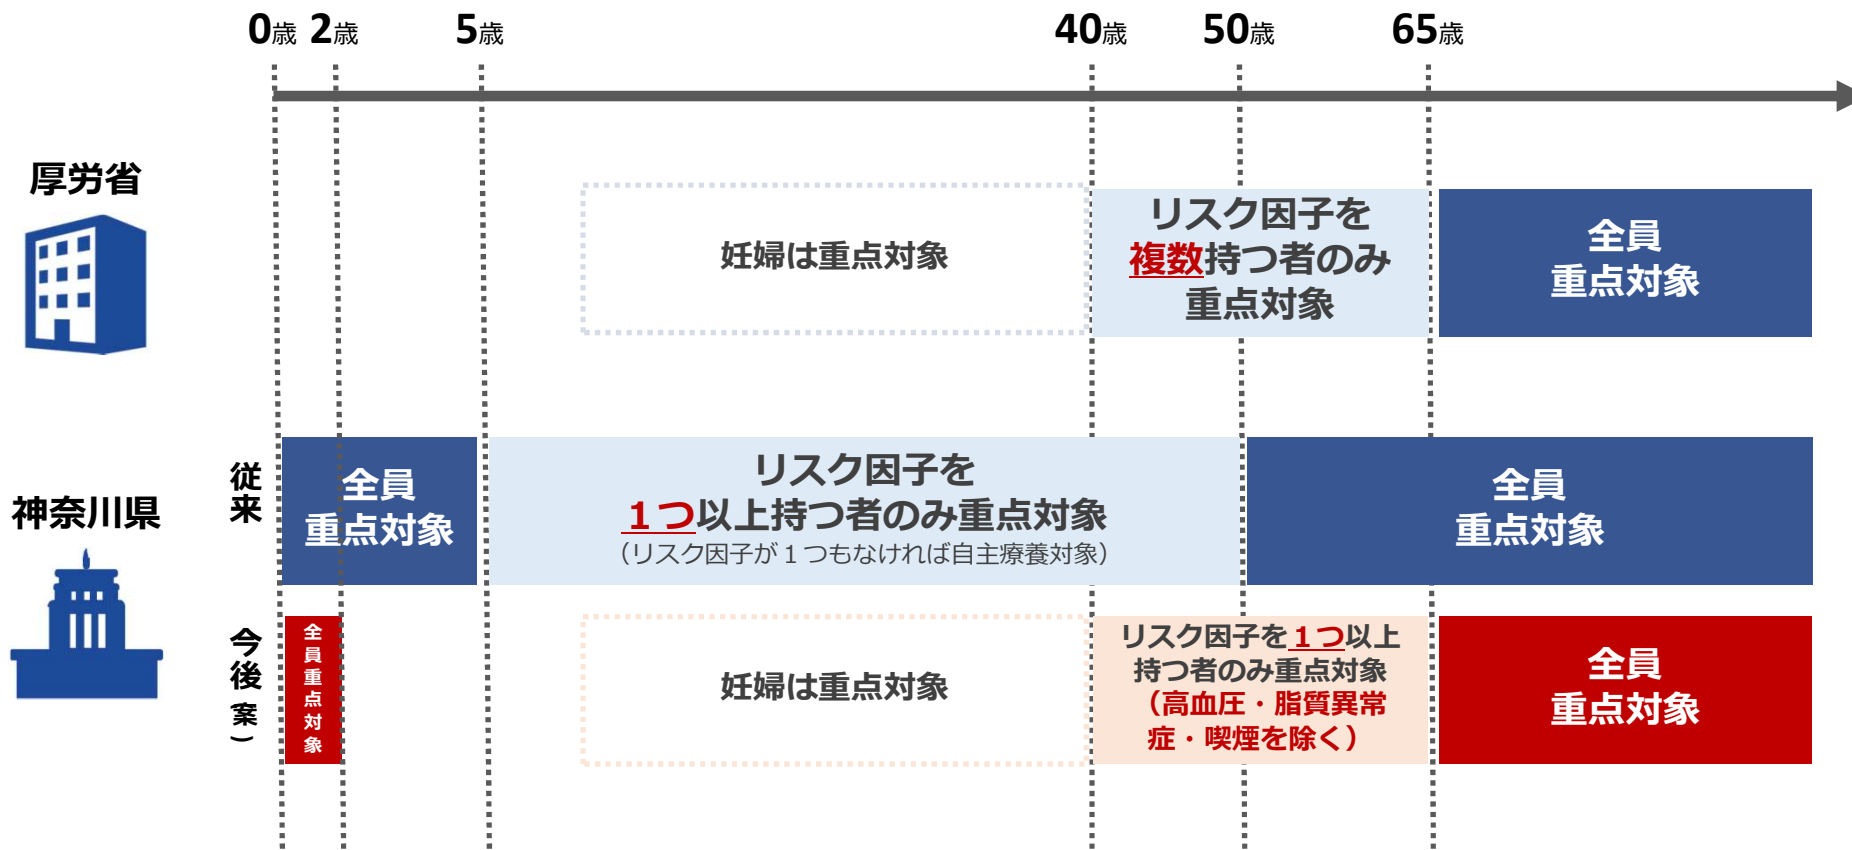 0歳 2歳 5歳 40歳 50歳 65歳
厚労省
妊婦は重点対象
リスク因子を
複数持つ者のみ
重点対象
全員
重点対象
神奈川県
従来
全員
重点対象
リスク因子を
１つ以上持つ者のみ重点対象
（リスク因子が１つもなければ自主療養対象）
全員
重点対象
今後（案）
全員重点対象
妊婦は重点対象
リスク因子を１つ以上
持つ者のみ重点対象
（高血圧・脂質異常
症・喫煙を除く）
全員
重点対象